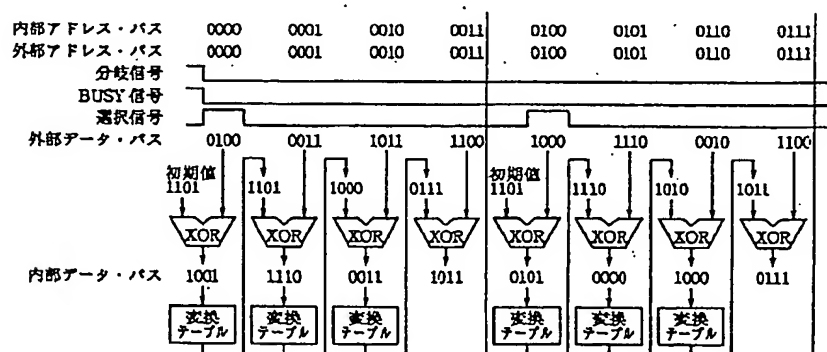 内部アドレス・バス 0000 0001 0010 0011 0100 0101 0110 0111
外部アドレス・バス 0000 0001 0010 0011 0100 0101 0110 0111
分岐信号
BUSY信号
選択信号
外部データ・バス 0100 0011 1011 1100 1000 1110 0010 1100
初期値 初期値
1101 1101 1000 0111 1101 1110 1010 1011
XOR XOR XOR XOR XOR XOR XOR XOR
内部データ・バス 1001 1110 0011 1011 0101 0000 1000 0111
変換 変換 変換 変換 変換 変換
テーブル テーブル テーブル テーブル テーブル テーブル